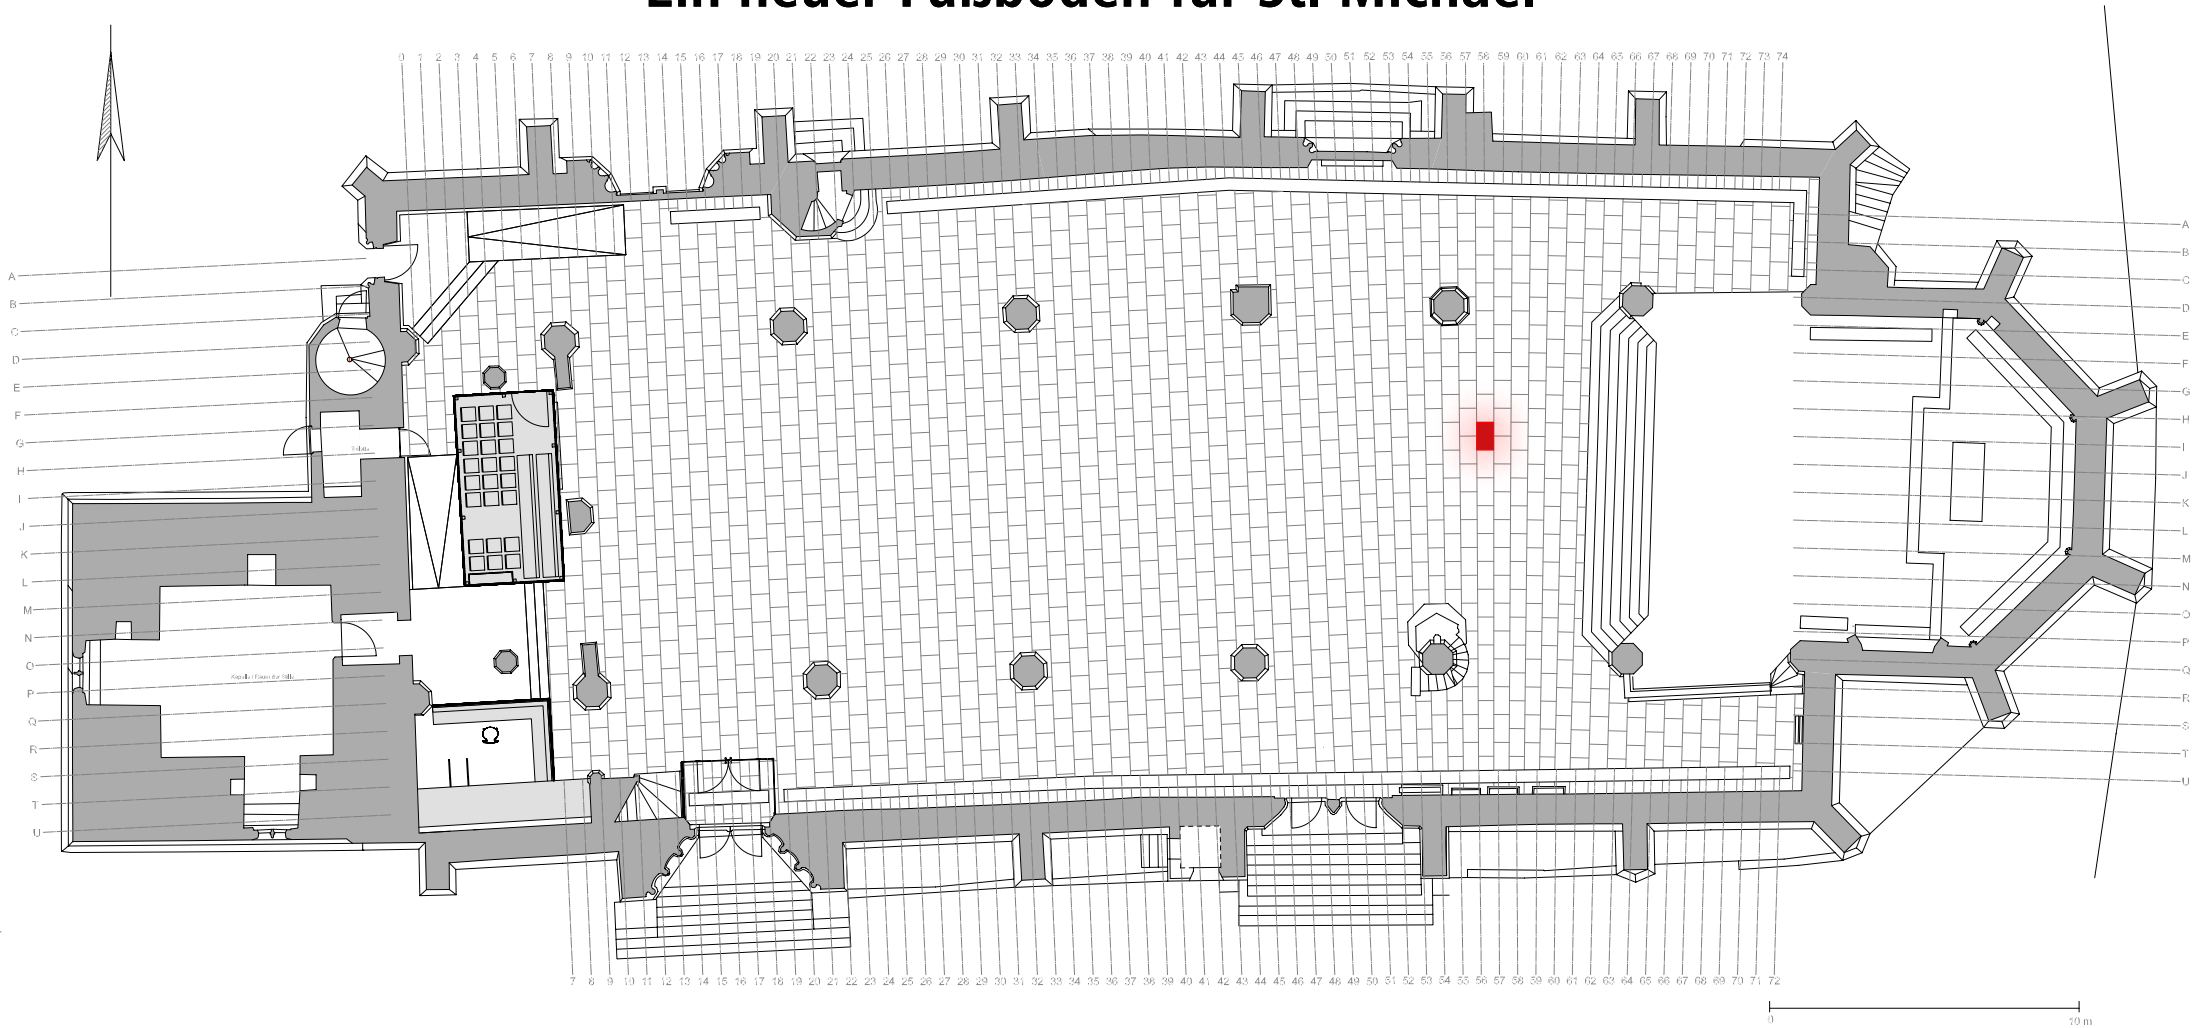 Ein neuer Fußboden für St. Michael
0 1 2 3 4 5 6 7 8 9 10 11 12 13 14 15 16 17 18 19 20 21 22 23 24 25 26 27 28 29 30 31 32 33 34 35 36 37 38 39 40 41 42 43 44 45 46 47 48 49 50 51 52 53 54 55 56 57 58 59 60 61 62 63 64 65 66 67 68 69 70 71 72 73 74
A A
B B
C C
D D
E E
F F
G G
H H
I I
J J
K K
L L
M M
N N
O O
P P
Q Q
R R
S S
T T
U U
7 8 9 10 11 12 13 14 15 16 17 18 19 20 21 22 23 24 25 26 27 28 29 30 31 32 33 34 35 36 37 38 39 40 41 42 43 44 45 46 47 48 49 50 51 52 53 54 55 56 57 58 59 60 61 62 63 64 65 66 67 68 69 70 71 72
0 10 m